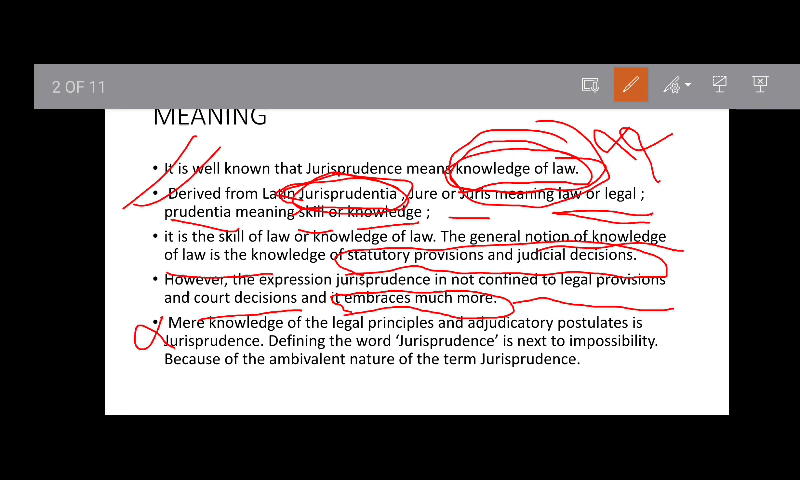 2 OF 11
MEANING
• It is well known that Jurisprudence means knowledge of law.
• Derived from Latin Jurisprudentia , Jure or Juris meaning law or legal ;
prudentia meaning skill or knowledge ;
• it is the skill of law or knowledge of law. The general notion of knowledge
of law is the knowledge of statutory provisions and judicial decisions.
• However, the expression jurisprudence in not confined to legal provisions
and court decisions and it embraces much more.
• Mere knowledge of the legal principles and adjudicatory postulates is
Jurisprudence. Defining the word ‘Jurisprudence’ is next to impossibility.
Because of the ambivalent nature of the term Jurisprudence.